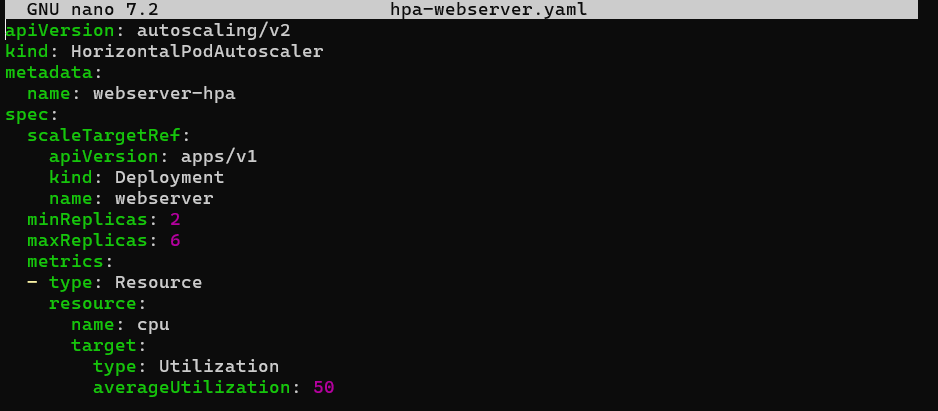 GNU nano 7.2 hpa-webserver.yaml
apiVersion: autoscaling/v2
kind: HorizontalPodAutoscaler
metadata:
  name: webserver-hpa
spec:
  scaleTargetRef:
    apiVersion: apps/v1
    kind: Deployment
    name: webserver
  minReplicas: 2
  maxReplicas: 6
  metrics:
  - type: Resource
    resource:
      name: cpu
      target:
        type: Utilization
        averageUtilization: 50